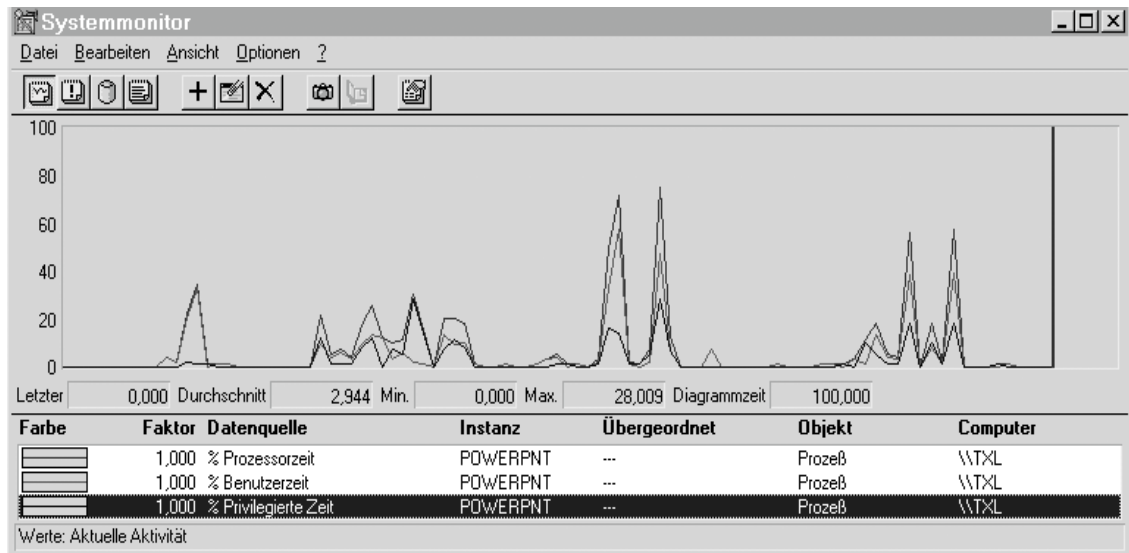 Systemmonitor
Datei Bearbeiten Ansicht Optionen ?
100
80
60
40
20
0
Letzter 0,000 Durchschnitt 2,944 Min. 0,000 Max. 28,009 Diagrammzeit 100,000
Farbe Faktor Datenquelle Instanz Übergeordnet Objekt Computer
1,000 % Prozessorzeit POWERPNT --- Prozeß \\TXL
1,000 % Benutzerzeit POWERPNT --- Prozeß \\TXL
1,000 % Privilegierte Zeit POWERPNT --- Prozeß \\TXL
Werte: Aktuelle Aktivität